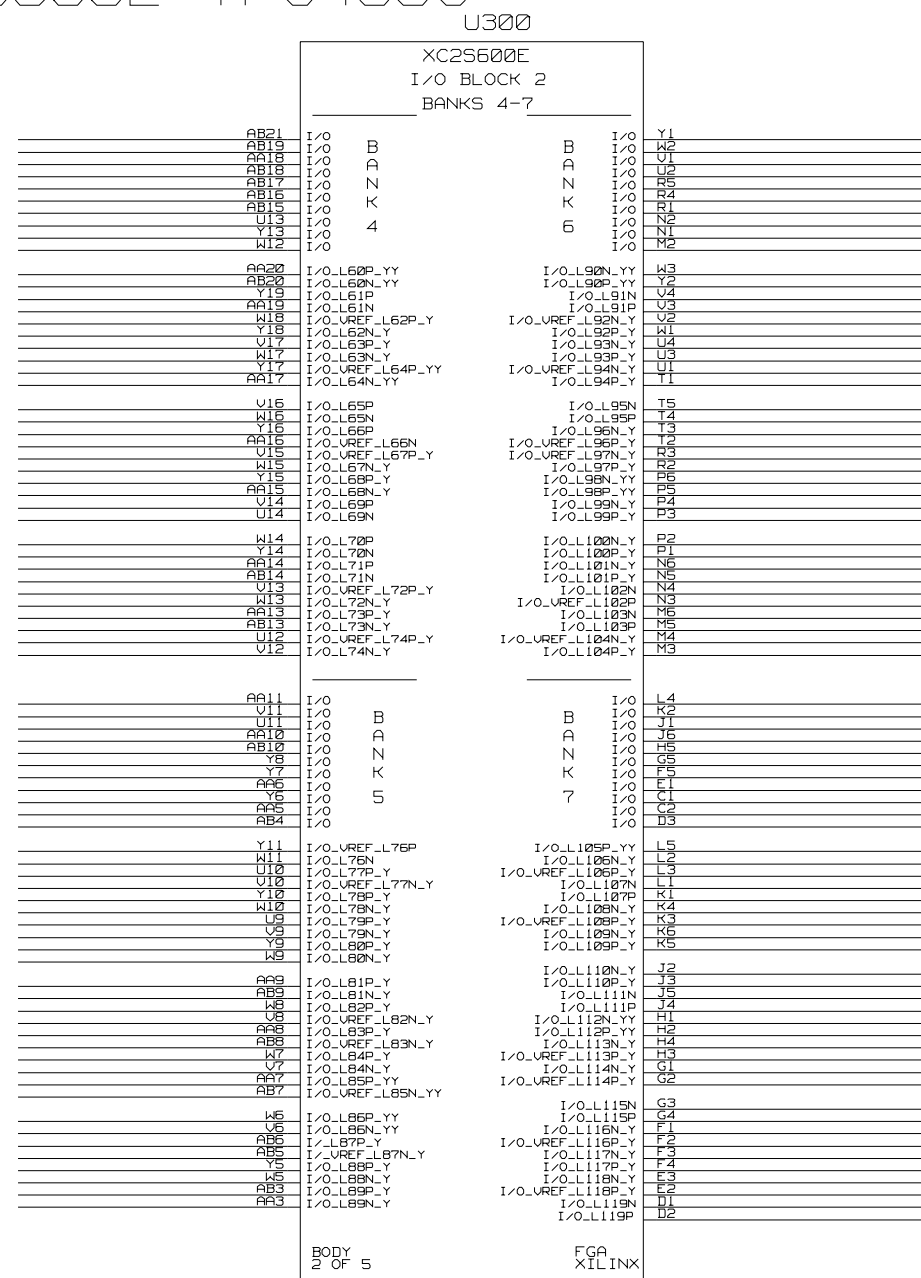 U300
XC2S600E
I/O BLOCK 2
BANKS 4-7
AB21 I/O I/O Y1
AB19 I/O B B I/O W2
AA18 I/O A A I/O V1
AB18 I/O I/O U2
AB17 I/O N N I/O R5
AB16 I/O K K I/O R4
AB15 I/O I/O R1
U13 I/O 4 6 I/O N2
Y13 I/O I/O N1
W12 I/O I/O M2
AA20 I/O_L60P_YY I/O_L90N_YY W3
AB20 I/O_L60N_YY I/O_L90P_YY Y2
Y19 I/O_L61P I/O_L91N V4
AA19 I/O_L61N I/O_L91P V3
W18 I/O_VREF_L62P_Y I/O_VREF_L92N_Y V2
Y18 I/O_L62N_Y I/O_L92P_Y W1
V17 I/O_L63P_Y I/O_L93N_Y U4
W17 I/O_L63N_Y I/O_L93P_Y U3
Y17 I/O_VREF_L64P_YY I/O_VREF_L94N_Y U1
AA17 I/O_L64N_YY I/O_L94P_Y T1
V16 I/O_L65P I/O_L95N T5
W16 I/O_L65N I/O_L95P T4
Y16 I/O_L66P I/O_L96N_Y T3
AA16 I/O_VREF_L66N I/O_VREF_L96P_Y T2
V15 I/O_VREF_L67P_Y I/O_VREF_L97N_Y R3
W15 I/O_L67N_Y I/O_L97P_Y R2
Y15 I/O_L68P_Y I/O_L98N_YY P6
AA15 I/O_L68N_Y I/O_L98P_YY P5
V14 I/O_L69P I/O_L99N_Y P4
U14 I/O_L69N I/O_L99P_Y P3
W14 I/O_L70P I/O_L100N_Y P2
Y14 I/O_L70N I/O_L100P_Y P1
AA14 I/O_L71P I/O_L101N_Y N6
AB14 I/O_L71N I/O_L101P_Y N5
V13 I/O_VREF_L72P_Y I/O_L102N N4
W13 I/O_L72N_Y I/O_VREF_L102P N3
AA13 I/O_L73P_Y I/O_L103N M6
AB13 I/O_L73N_Y I/O_L103P M5
U12 I/O_VREF_L74P_Y I/O_VREF_L104N_Y M4
V12 I/O_L74N_Y I/O_L104P_Y M3
AA11 I/O I/O L4
V11 I/O B B I/O K2
U11 I/O I/O J1
AA10 I/O A A I/O J6
AB10 I/O N N I/O H5
Y8 I/O I/O G5
Y7 I/O K K I/O F5
AA6 I/O I/O E1
Y6 I/O 5 7 I/O C1
AA5 I/O I/O C2
AB4 I/O I/O D3
Y11 I/O_VREF_L76P I/O_L105P_YY L5
W11 I/O_L76N I/O_L106N_Y L2
U10 I/O_L77P_Y I/O_VREF_L106P_Y L3
V10 I/O_VREF_L77N_Y I/O_L107N L1
Y10 I/O_L78P_Y I/O_L107P K1
W10 I/O_L78N_Y I/O_L108N_Y K4
U9 I/O_L79P_Y I/O_VREF_L108P_Y K3
V9 I/O_L79N_Y I/O_L109N_Y K6
Y9 I/O_L80P_Y I/O_L109P_Y K5
W9 I/O_L80N_Y
I/O_L110N_Y J2
AA9 I/O_L81P_Y I/O_L110P_Y J3
AB9 I/O_L81N_Y I/O_L111N J5
W8 I/O_L82P_Y I/O_L111P J4
V8 I/O_VREF_L82N_Y I/O_L112N_YY H1
AA8 I/O_L83P_Y I/O_L112P_YY H2
AB8 I/O_VREF_L83N_Y I/O_L113N_Y H4
W7 I/O_L84P_Y I/O_VREF_L113P_Y H3
V7 I/O_L84N_Y I/O_L114N_Y G1
AA7 I/O_L85P_YY I/O_VREF_L114P_Y G2
AB7 I/O_VREF_L85N_YY
I/O_L115N G3
W6 I/O_L86P_YY I/O_L115P G4
V6 I/O_L86N_YY I/O_L116N_Y F1
AB6 I/_L87P_Y I/O_VREF_L116P_Y F2
AB5 I/_VREF_L87N_Y I/O_L117N_Y F3
Y5 I/O_L88P_Y I/O_L117P_Y F4
W5 I/O_L88N_Y I/O_L118N_Y E3
AB3 I/O_L89P_Y I/O_VREF_L118P_Y E2
AA3 I/O_L89N_Y I/O_L119N D1
I/O_L119P D2
BODY FGA
2 OF 5 XILINX